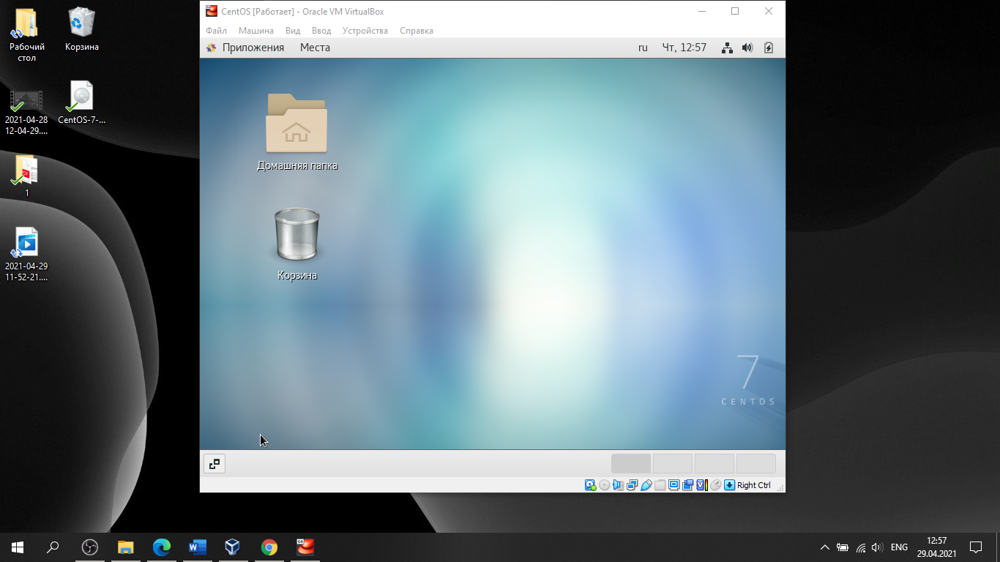 Рабочий
стол
Корзина
2021-04-28
12-04-29....
CentOS-7-...
1
2021-04-29
11-52-21....
CentOS [Работает] - Oracle VM VirtualBox
Файл Машина Вид Ввод Устройства Справка
Приложения Места ru Чт, 12:57
Домашняя папка
Корзина
7
CENTOS
Right Ctrl
ENG
12:57
29.04.2021